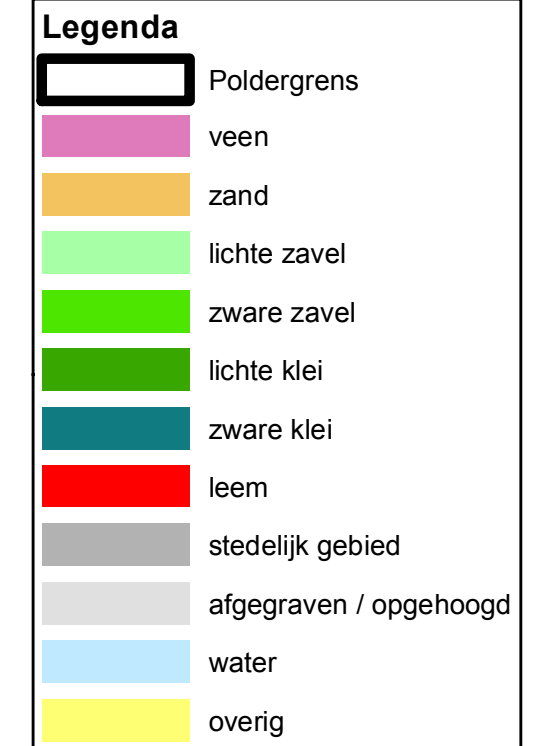 Legenda
Poldergrens
veen
zand
lichte zavel
zware zavel
lichte klei
zware klei
leem
stedelijk gebied
afgegraven / opgehoogd
water
overig